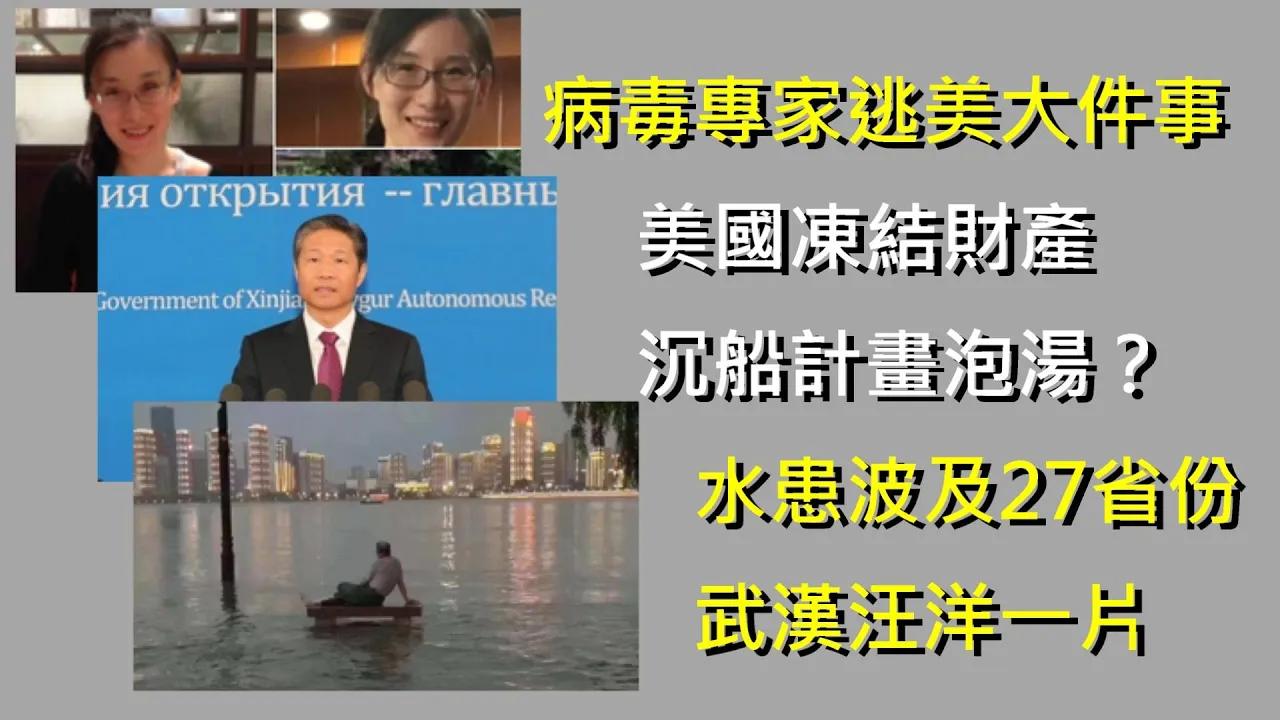 病毒專家逃美大件事
美國凍結財產
沉船計畫泡湯？
水患波及27省份
武漢汪洋一片
ия открытия -- главны
Government of Xinjia ygur Autonomous Re